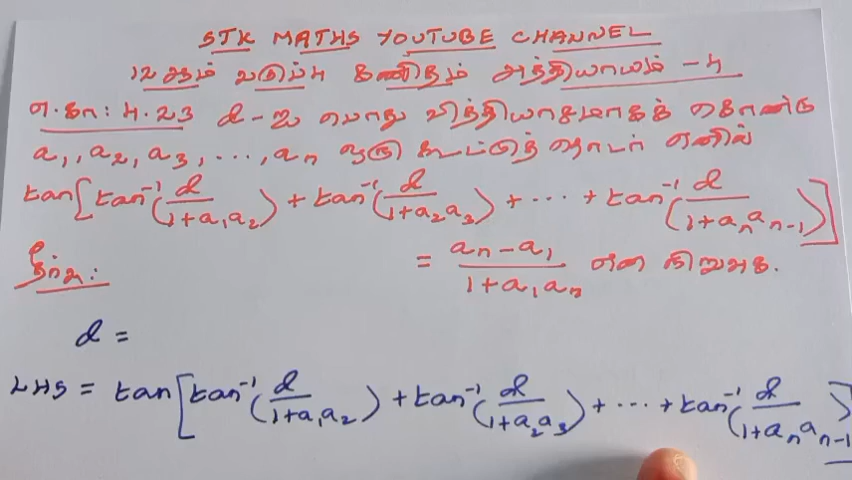 STK MATHS YOUTUBE CHANNEL
12 ஆம் வகுப்பு கணிதம் அத்தியாயம் - 4
எ.கா : 4.23 d - ஐ பொது வித்தியாசமாகக் கொண்டு
a₁, a₂, a₃, ..., aₙ ஒரு கூட்டுத் தொடர் எனில்
tan[tan⁻¹(d/(1+a₁a₂)) + tan⁻¹(d/(1+a₂a₃)) + ... + tan⁻¹(d/(1+aₙaₙ₋₁))]
= (aₙ - a₁)/(1+a₁aₙ) என நிறுவுக.
தீர்வு :
d =
LHS = tan[tan⁻¹(d/(1+a₁a₂)) + tan⁻¹(d/(1+a₂a₃)) + ... + tan⁻¹(d/(1+aₙaₙ₋₁))]